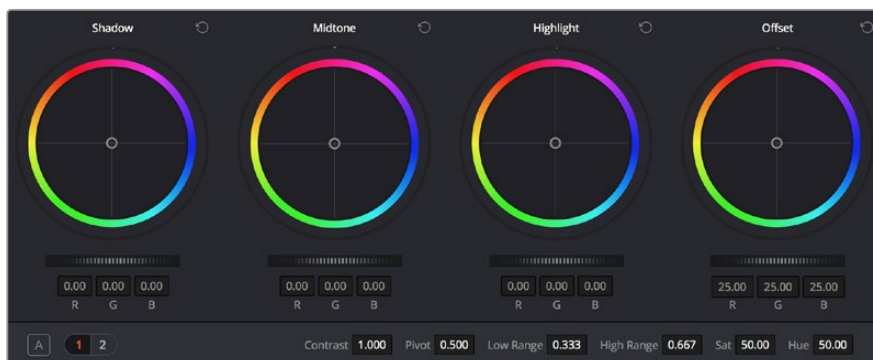 Shadow Midtone Highlight Offset
0.00 0.00 0.00 0.00 0.00 0.00 0.00 0.00 0.00 25.00 25.00 25.00
R G B R G B R G B R G B
A 1 2 Contrast 1.000 Pivot 0.500 Low Range 0.333 High Range 0.667 Sat 50.00 Hue 50.00